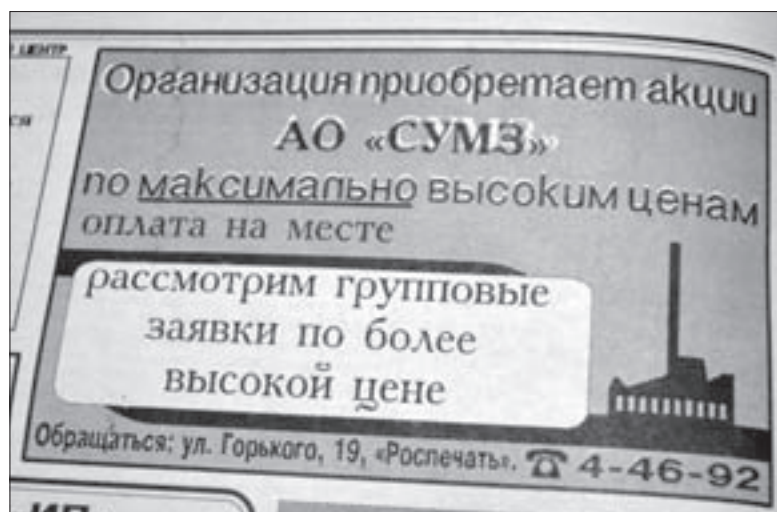 ЦЕНТР
Организация приобретает акции
АО «СУМЗ»
по максимально высоким ценам
оплата на месте
рассмотрим групповые
заявки по более
высокой цене
Обращаться: ул. Горького, 19, «Роспечать». ☎ 4-46-92